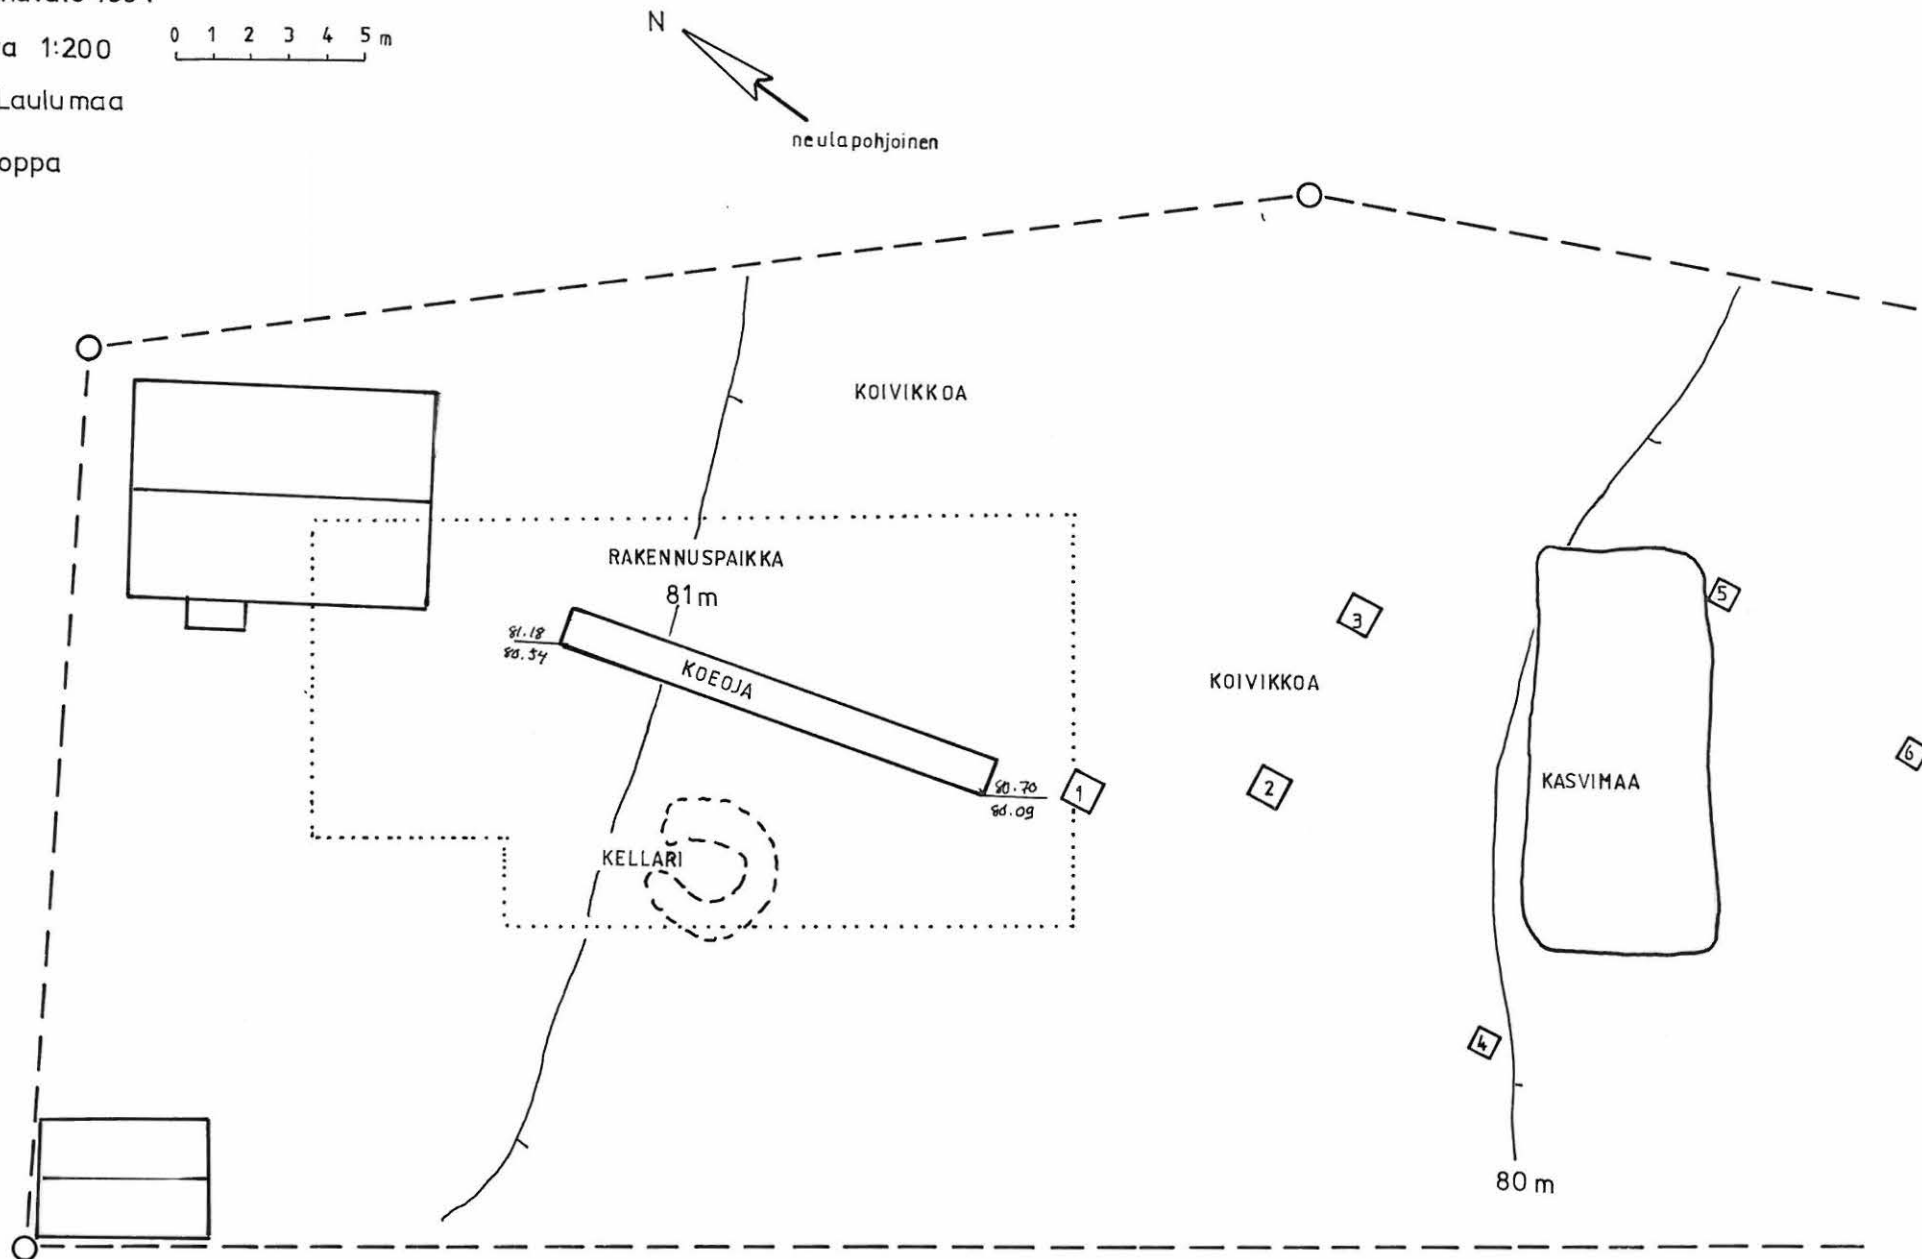 1:200
0 1 2 3 4 5 m
Laulumaa
N
neulapohjoinen
KOIVIKKOA
RAKENNUSPAIKKA
81 m
81.18
80.54
KOEOJA
80.70
80.09
KELLARI
1
2
3
KOIVIKKOA
KASVIMAA
4
5
6
80 m